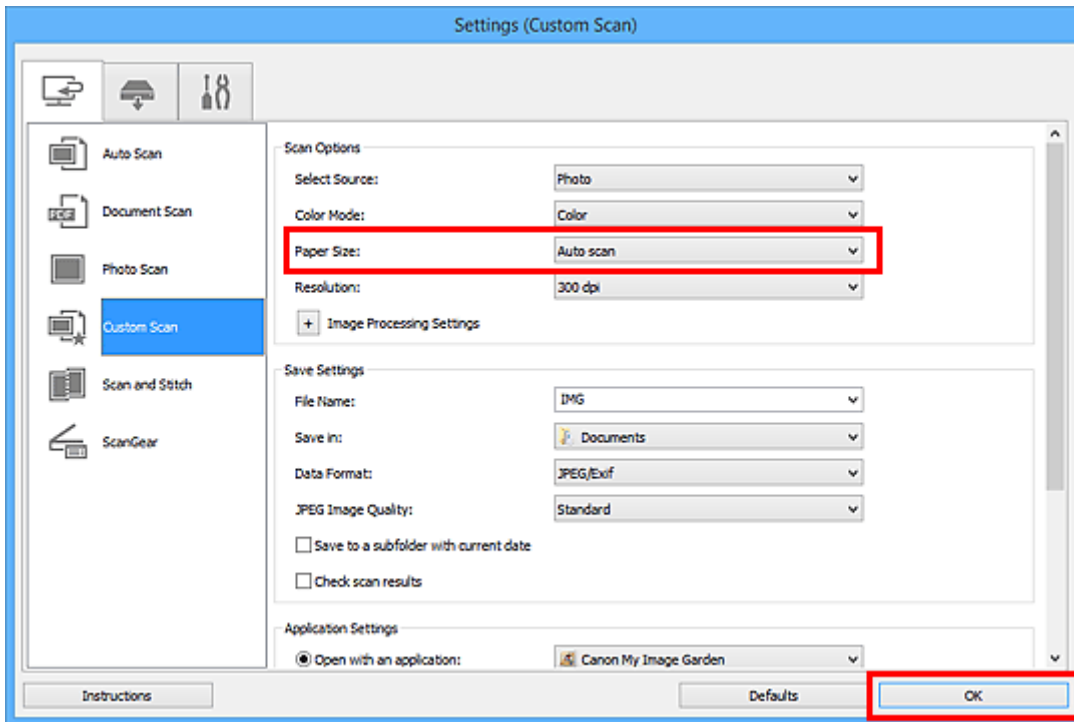 Settings (Custom Scan)
Auto Scan
Document Scan
Photo Scan
Custom Scan
Scan and Stitch
ScanGear
Scan Options
Select Source: Photo
Color Mode: Color
Paper Size: Auto scan
Resolution: 300 dpi
+ Image Processing Settings
Save Settings
File Name: IMG
Save in: Documents
Data Format: JPEG/Exif
JPEG Image Quality: Standard
Save to a subfolder with current date
Check scan results
Application Settings
Open with an application: Canon My Image Garden
Instructions Defaults OK